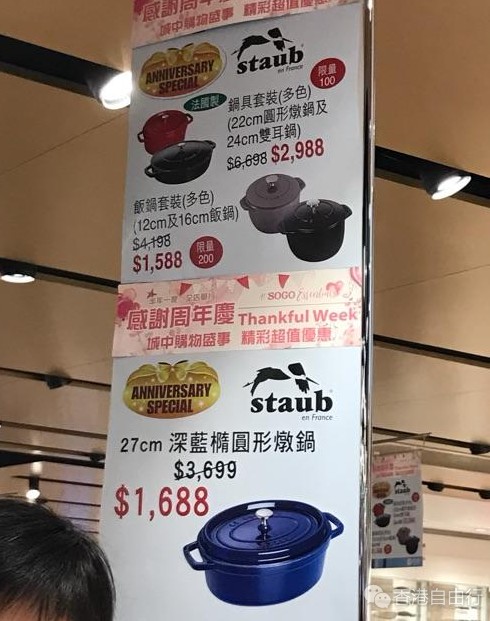 感謝周年慶
城中購物盛事 精彩超值優惠
ANNIVERSARY
SPECIAL
staub
en France
限量
100
法國製
鍋具套裝(多色)
(22cm圓形燉鍋及
24cm雙耳鍋)
$6,698 $2,988
飯鍋套裝(多色)
(12cm及16cm飯鍋)
$4,198
$1,588
限量
200
SOGO
感謝周年慶 Thankful Week
城中購物盛事 精彩超值優惠
ANNIVERSARY
SPECIAL
staub
en France
27cm 深藍橢圓形燉鍋
$3,699
$1,688
staub
香港自由行